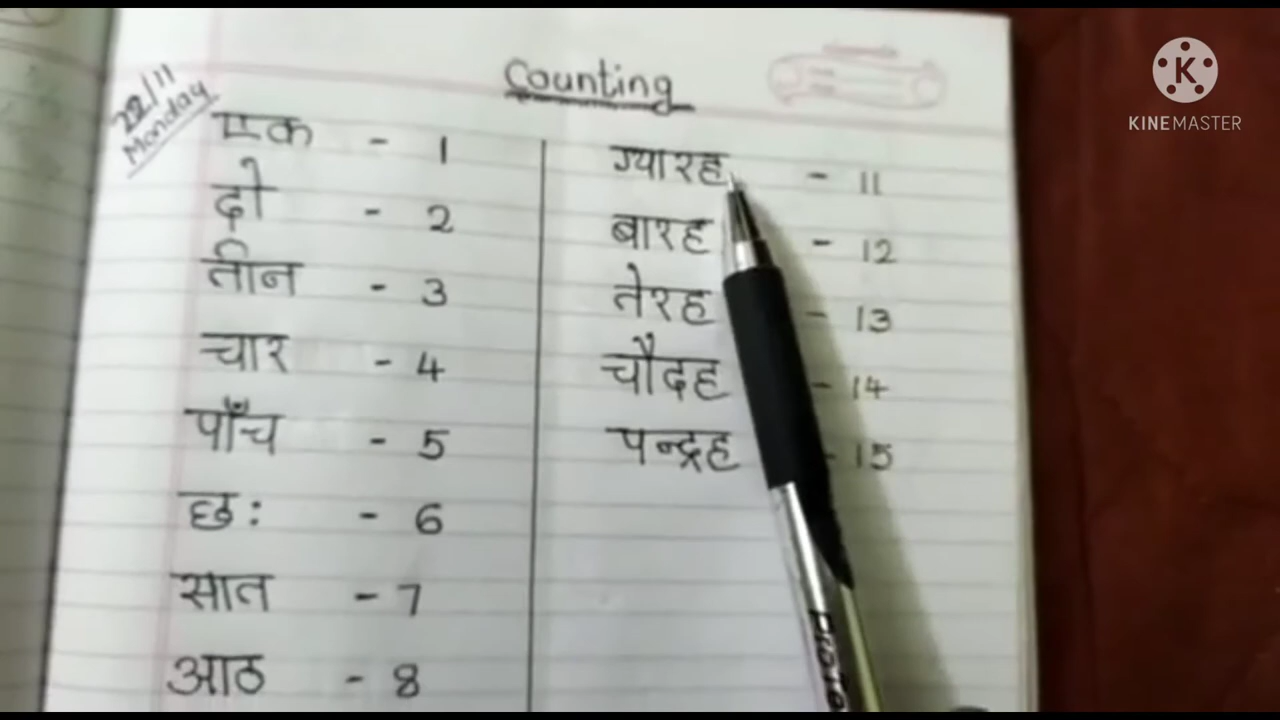 22/11
Monday
Counting
एक - 1
दो - 2
तीन - 3
चार - 4
पाँच - 5
छः - 6
सात - 7
आठ - 8
ग्यारह - 11
बारह - 12
तेरह - 13
चौदह - 14
पन्द्रह - 15
KINEMASTER